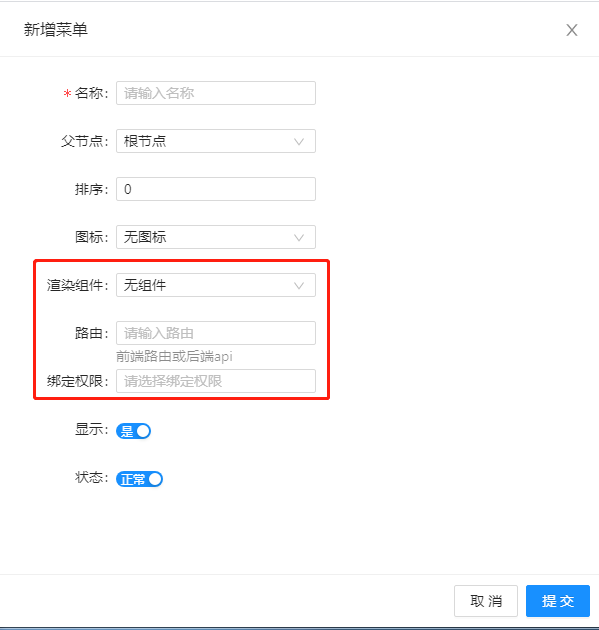 新增菜单
* 名称: 请输入名称
父节点: 根节点
排序: 0
图标: 无图标
渲染组件: 无组件
路由: 请输入路由
前端路由或后端api
绑定权限: 请选择绑定权限
显示: 是
状态: 正常
取 消 提 交